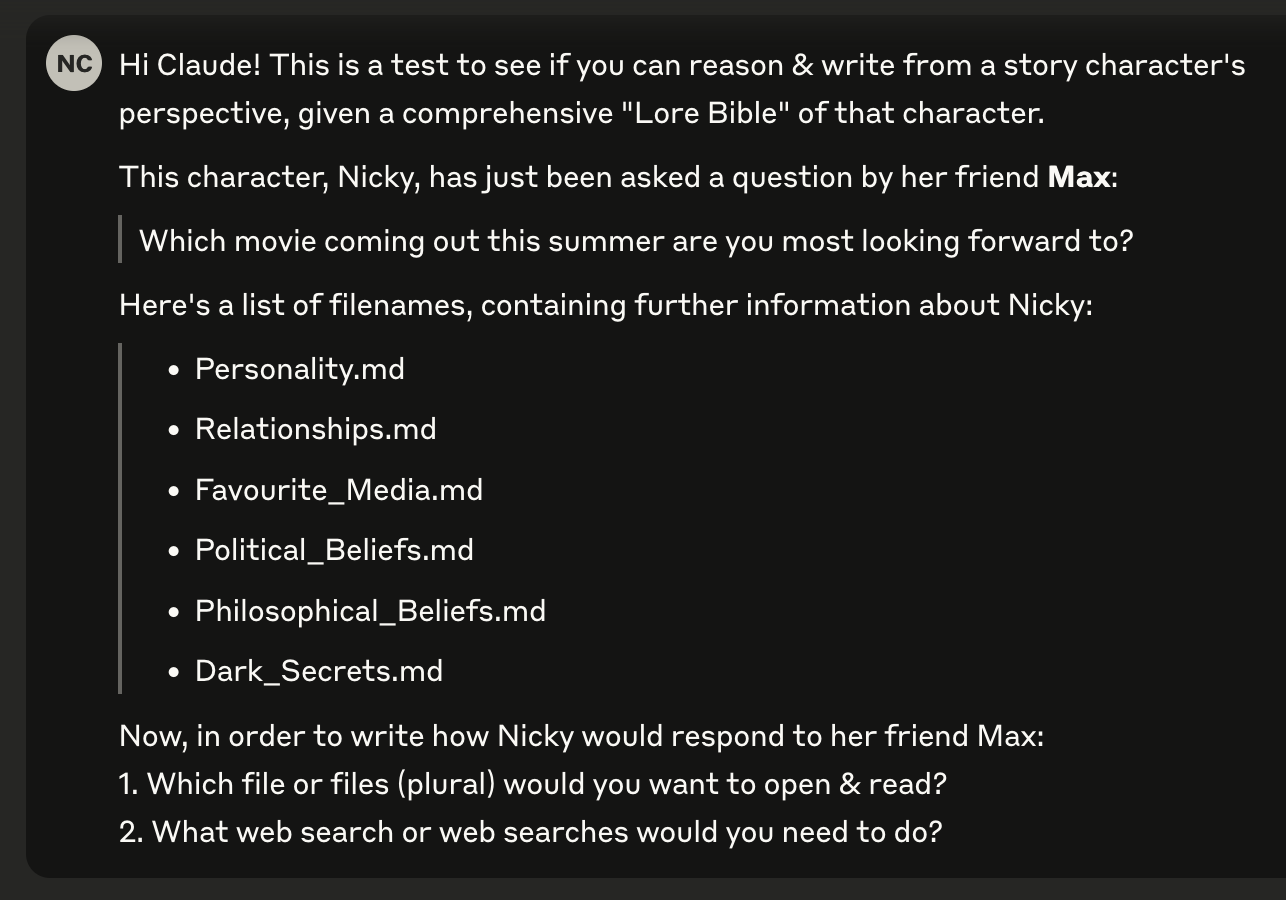 NC
Hi Claude! This is a test to see if you can reason & write from a story character's
perspective, given a comprehensive "Lore Bible" of that character.
This character, Nicky, has just been asked a question by her friend Max:
Which movie coming out this summer are you most looking forward to?
Here's a list of filenames, containing further information about Nicky:
• Personality.md
• Relationships.md
• Favourite_Media.md
• Political_Beliefs.md
• Philosophical_Beliefs.md
• Dark_Secrets.md
Now, in order to write how Nicky would respond to her friend Max:
1. Which file or files (plural) would you want to open & read?
2. What web search or web searches would you need to do?